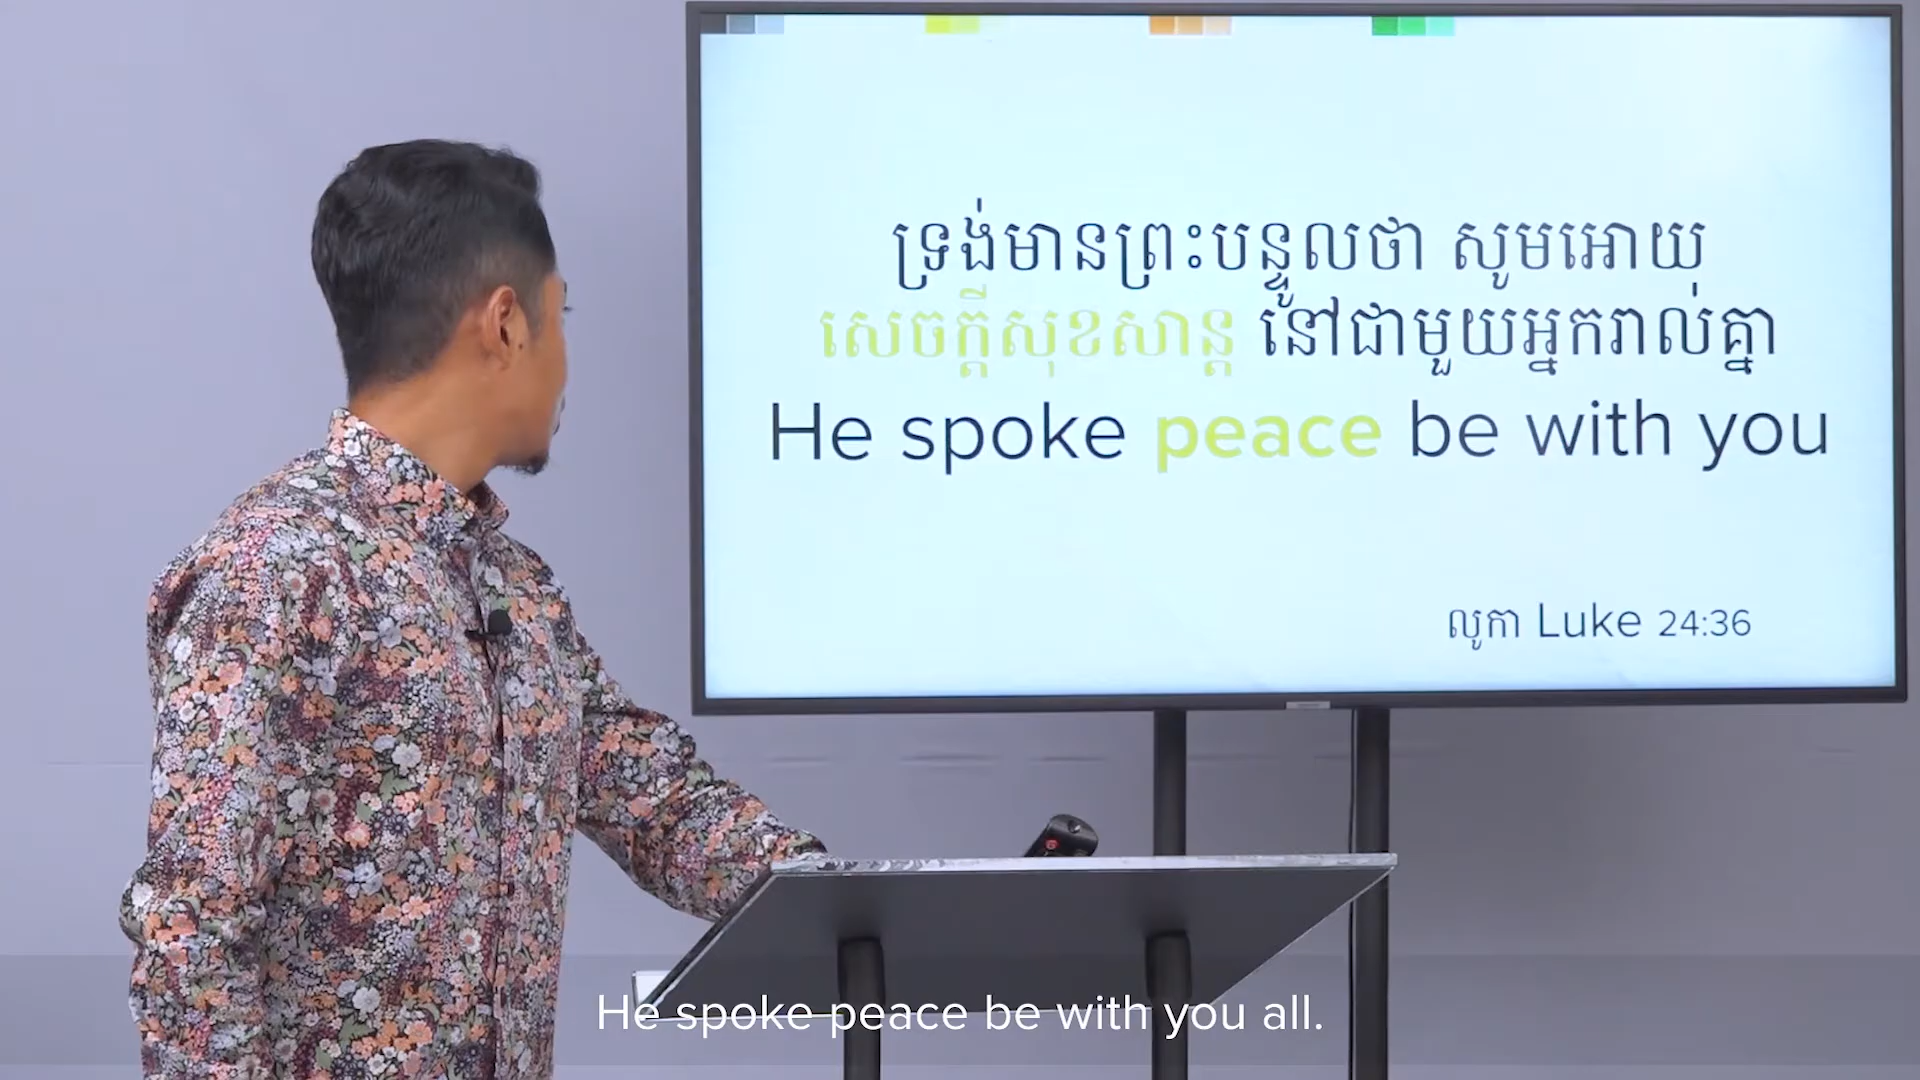 ទ្រង់មានព្រះបន្ទូលថា សូមអោយ
សេចក្ដីសុខសាន្ត នៅជាមួយអ្នករាល់គ្នា
He spoke peace be with you
លូកា Luke 24:36
He spoke peace be with you all.